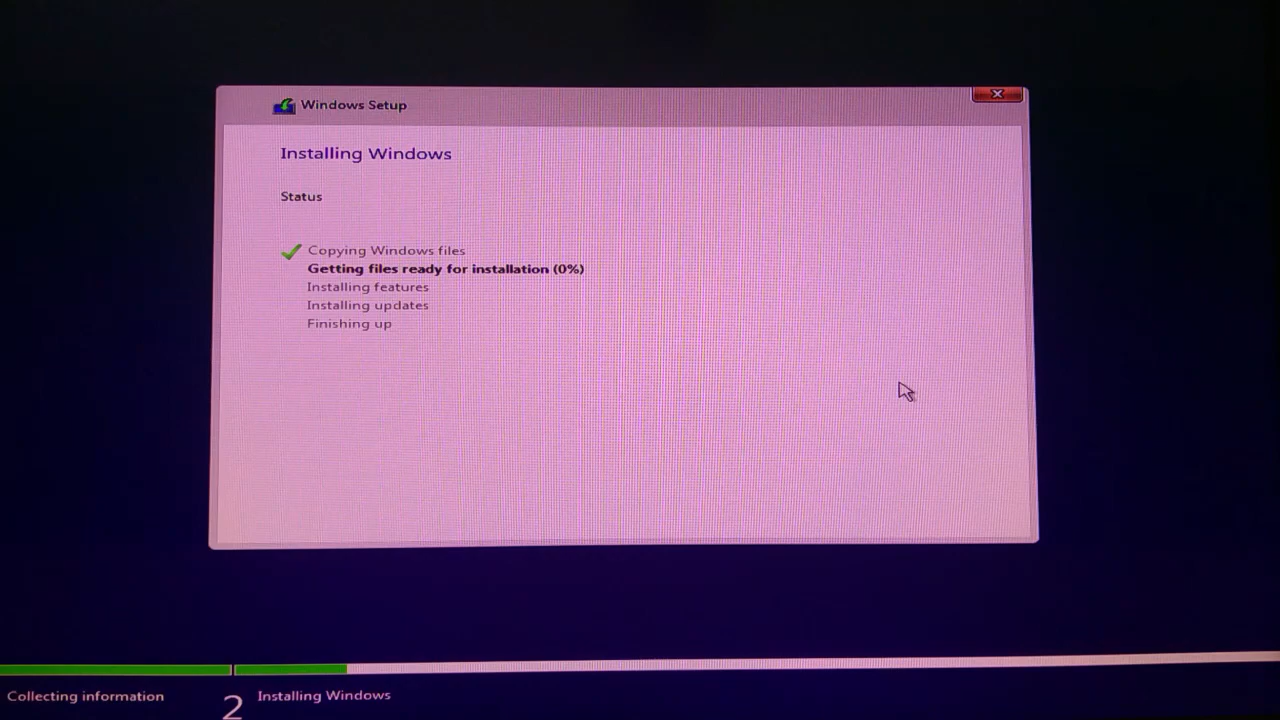 Windows Setup
Installing Windows
Status
Copying Windows files
Getting files ready for installation (0%)
Installing features
Installing updates
Finishing up
Collecting information
2 Installing Windows